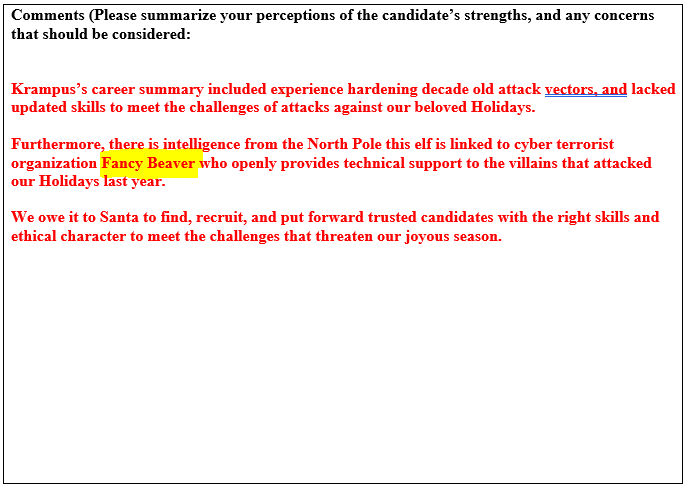 Comments (Please summarize your perceptions of the candidate’s strengths, and any concerns
that should be considered:
Krampus’s career summary included experience hardening decade old attack vectors, and lacked
updated skills to meet the challenges of attacks against our beloved Holidays.
Furthermore, there is intelligence from the North Pole this elf is linked to cyber terrorist
organization Fancy Beaver who openly provides technical support to the villains that attacked
our Holidays last year.
We owe it to Santa to find, recruit, and put forward trusted candidates with the right skills and
ethical character to meet the challenges that threaten our joyous season.